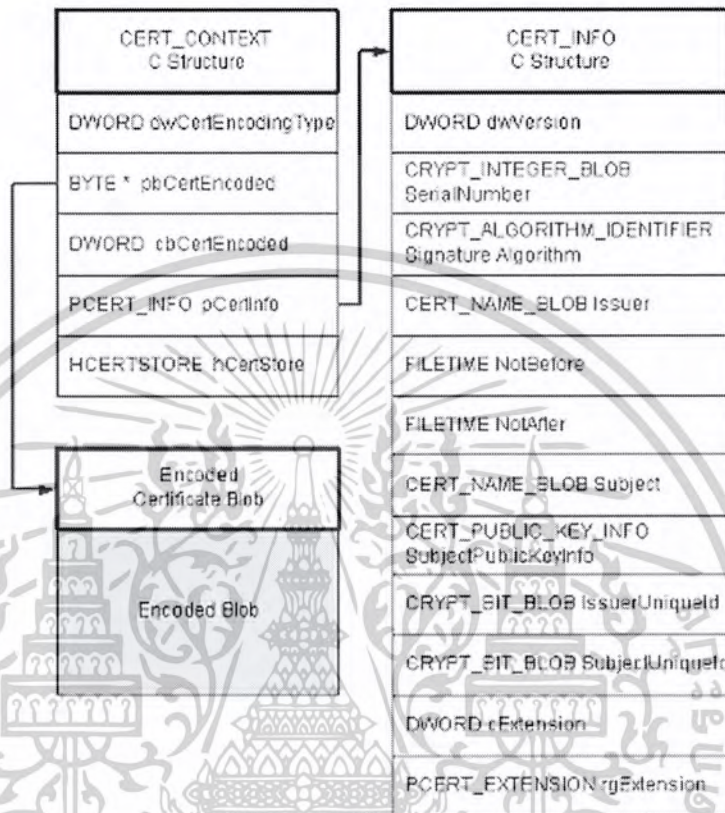 CERT_CONTEXT
C Structure
DWORD dwCertEncodingType
BYTE * pbCertEncoded
DWORD cbCertEncoded
PCERT_INFO pCertInfo
HCERTSTORE hCertStore
Encoded
Certificate Blob
Encoded Blob
CERT_INFO
C Structure
DWORD dwVersion
CRYPT_INTEGER_BLOB
SerialNumber
CRYPT_ALGORITHM_IDENTIFIER
Signature Algorithm
CERT_NAME_BLOB Issuer
FILETIME NotBefore
FILETIME NotAfter
CERT_NAME_BLOB Subject
CERT_PUBLIC_KEY_INFO
SubjectPublicKeyInfo
CRYPT_BIT_BLOB IssuerUniqueId
CRYPT_BIT_BLOB SubjectUniqueId
DWORD cExtension
PCERT_EXTENSION rgExtension